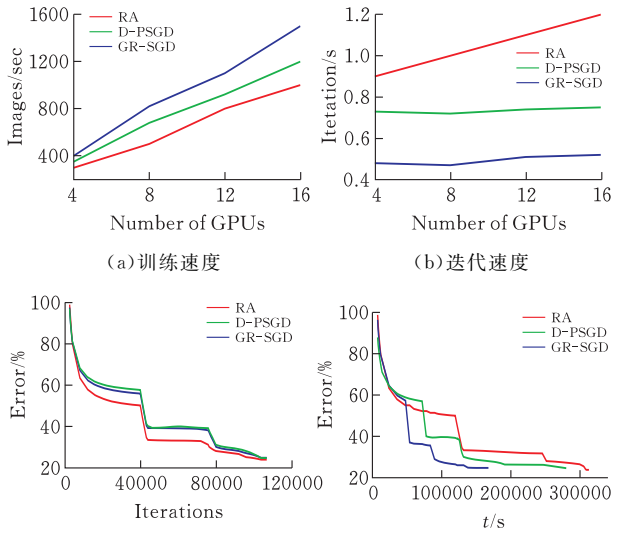 1600
1200
800
400
4
8
12
16
Images/sec
Number of GPUs
RA
D-PSGD
GR-SGD
(a)训练速度
1.2
1.0
0.8
0.6
0.4
4
8
12
16
Itetation/s
Number of GPUs
RA
D-PSGD
GR-SGD
(b)迭代速度
100
80
60
40
20
0
40000
80000
120000
Error/%
Iterations
RA
D-PSGD
GR-SGD
100
80
60
40
20
0
100000
200000
300000
Error/%
t/s
RA
D-PSGD
GR-SGD